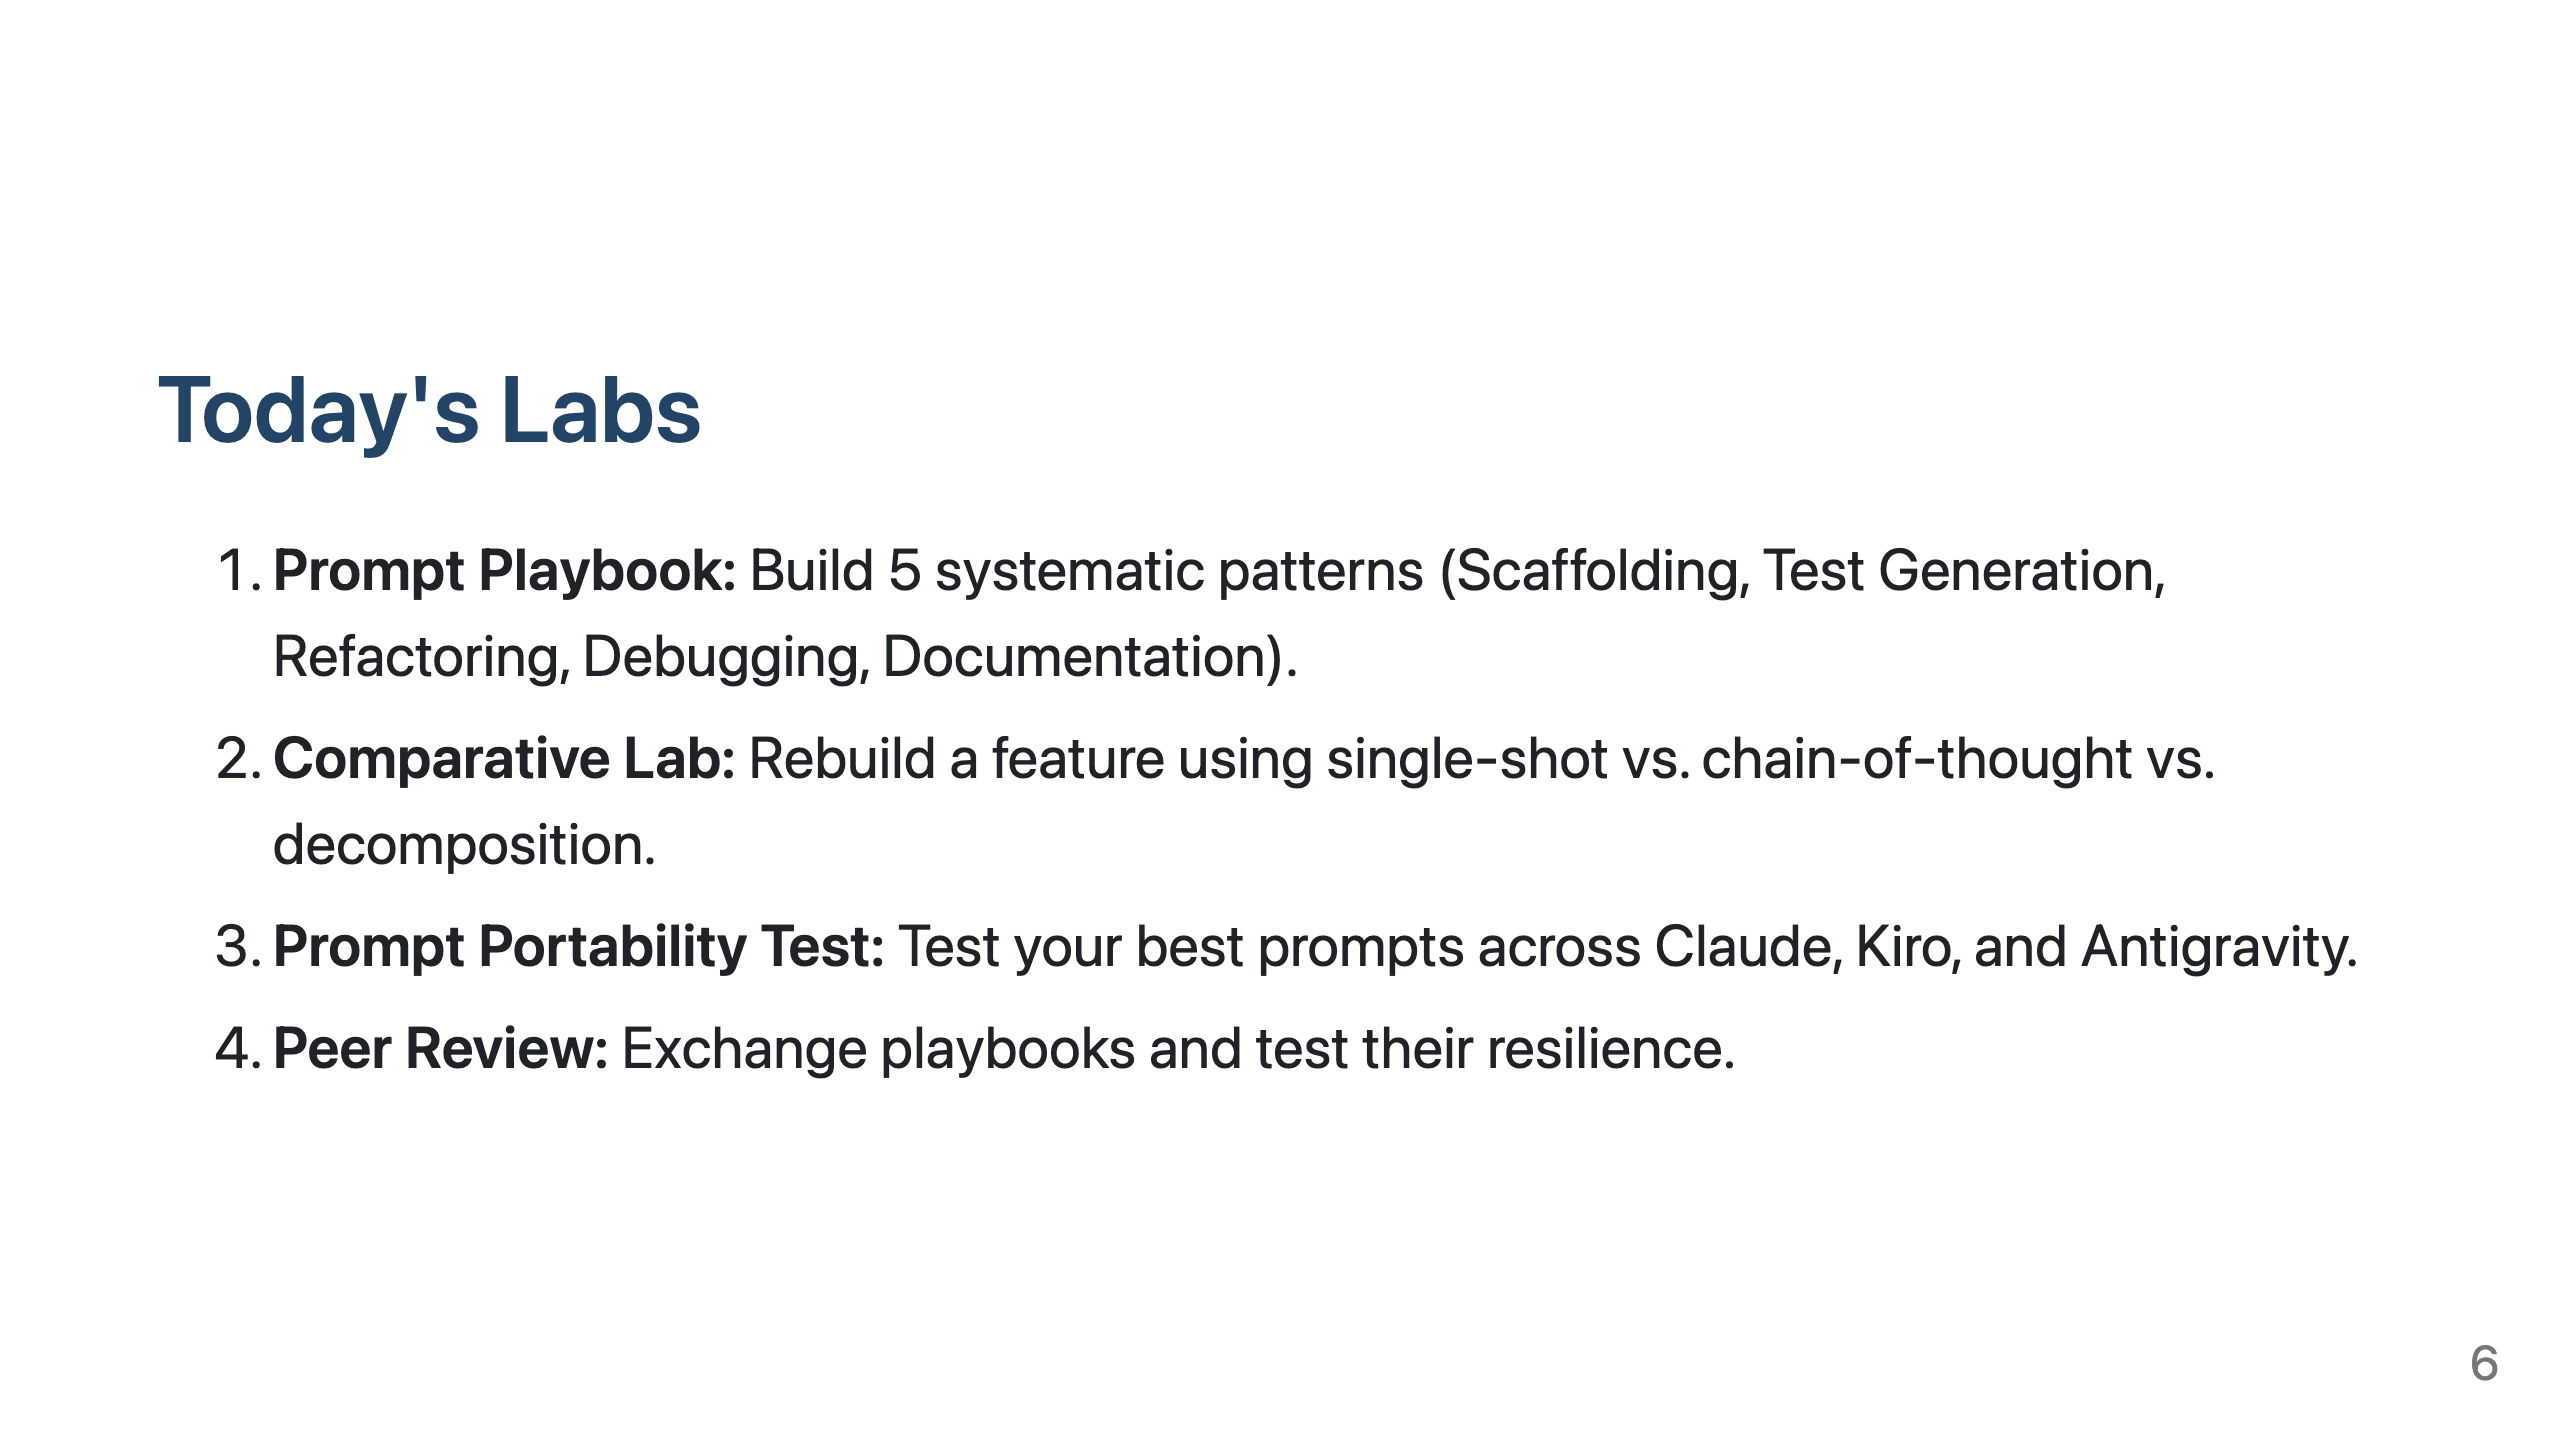 Today's Labs
1. Prompt Playbook: Build 5 systematic patterns (Scaffolding, Test Generation,
Refactoring, Debugging, Documentation).
2. Comparative Lab: Rebuild a feature using single-shot vs. chain-of-thought vs.
decomposition.
3. Prompt Portability Test: Test your best prompts across Claude, Kiro, and Antigravity.
4. Peer Review: Exchange playbooks and test their resilience.
6